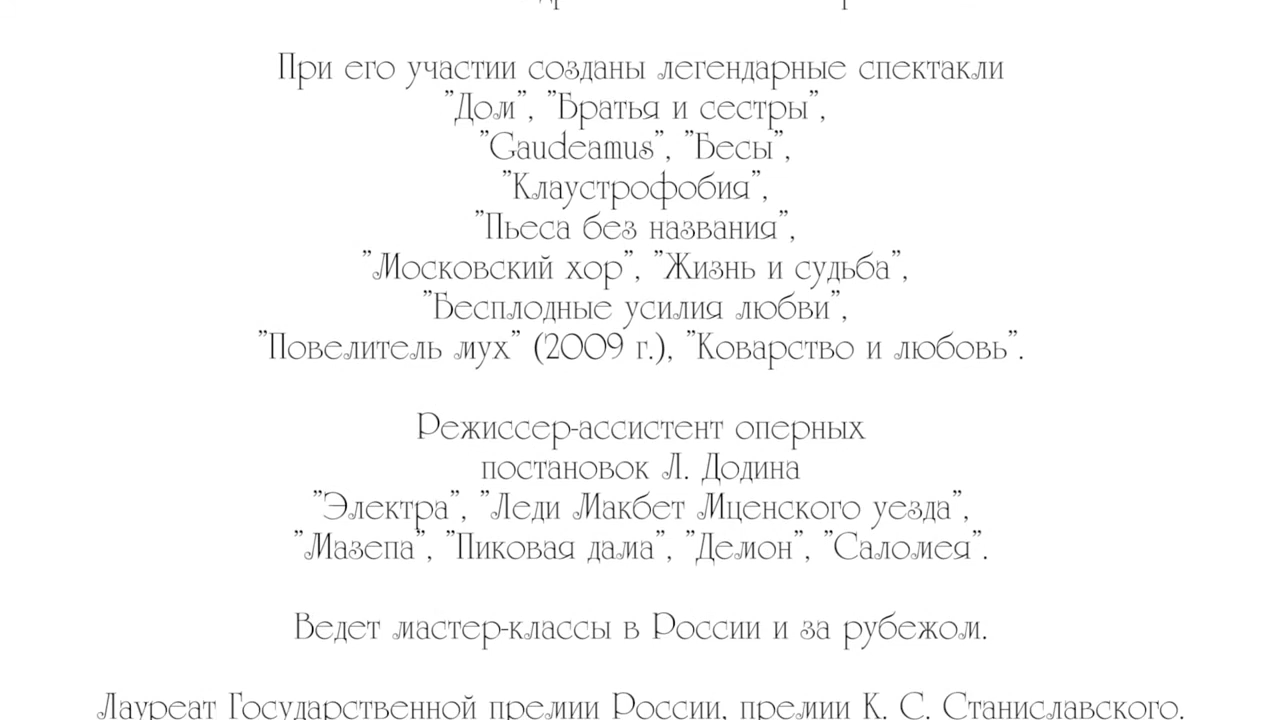 При его участии созданы легендарные спектакли
"Дом", "Братья и сестры",
"Gaudeamus", "Бесы",
"Клаустрофобия",
"Пьеса без названия",
"Московский хор", "Жизнь и судьба",
"Бесплодные усилия любви",
"Повелитель мух" (2009 г.), "Коварство и любовь".
Режиссер-ассистент оперных
постановок Л. Додина
"Электра", "Леди Макбет Мценского уезда",
"Мазепа", "Пиковая дама", "Демон", "Саломея".
Ведет мастер-классы в России и за рубежом.
Лауреат Государственной премии России, премии К. С. Станиславского.